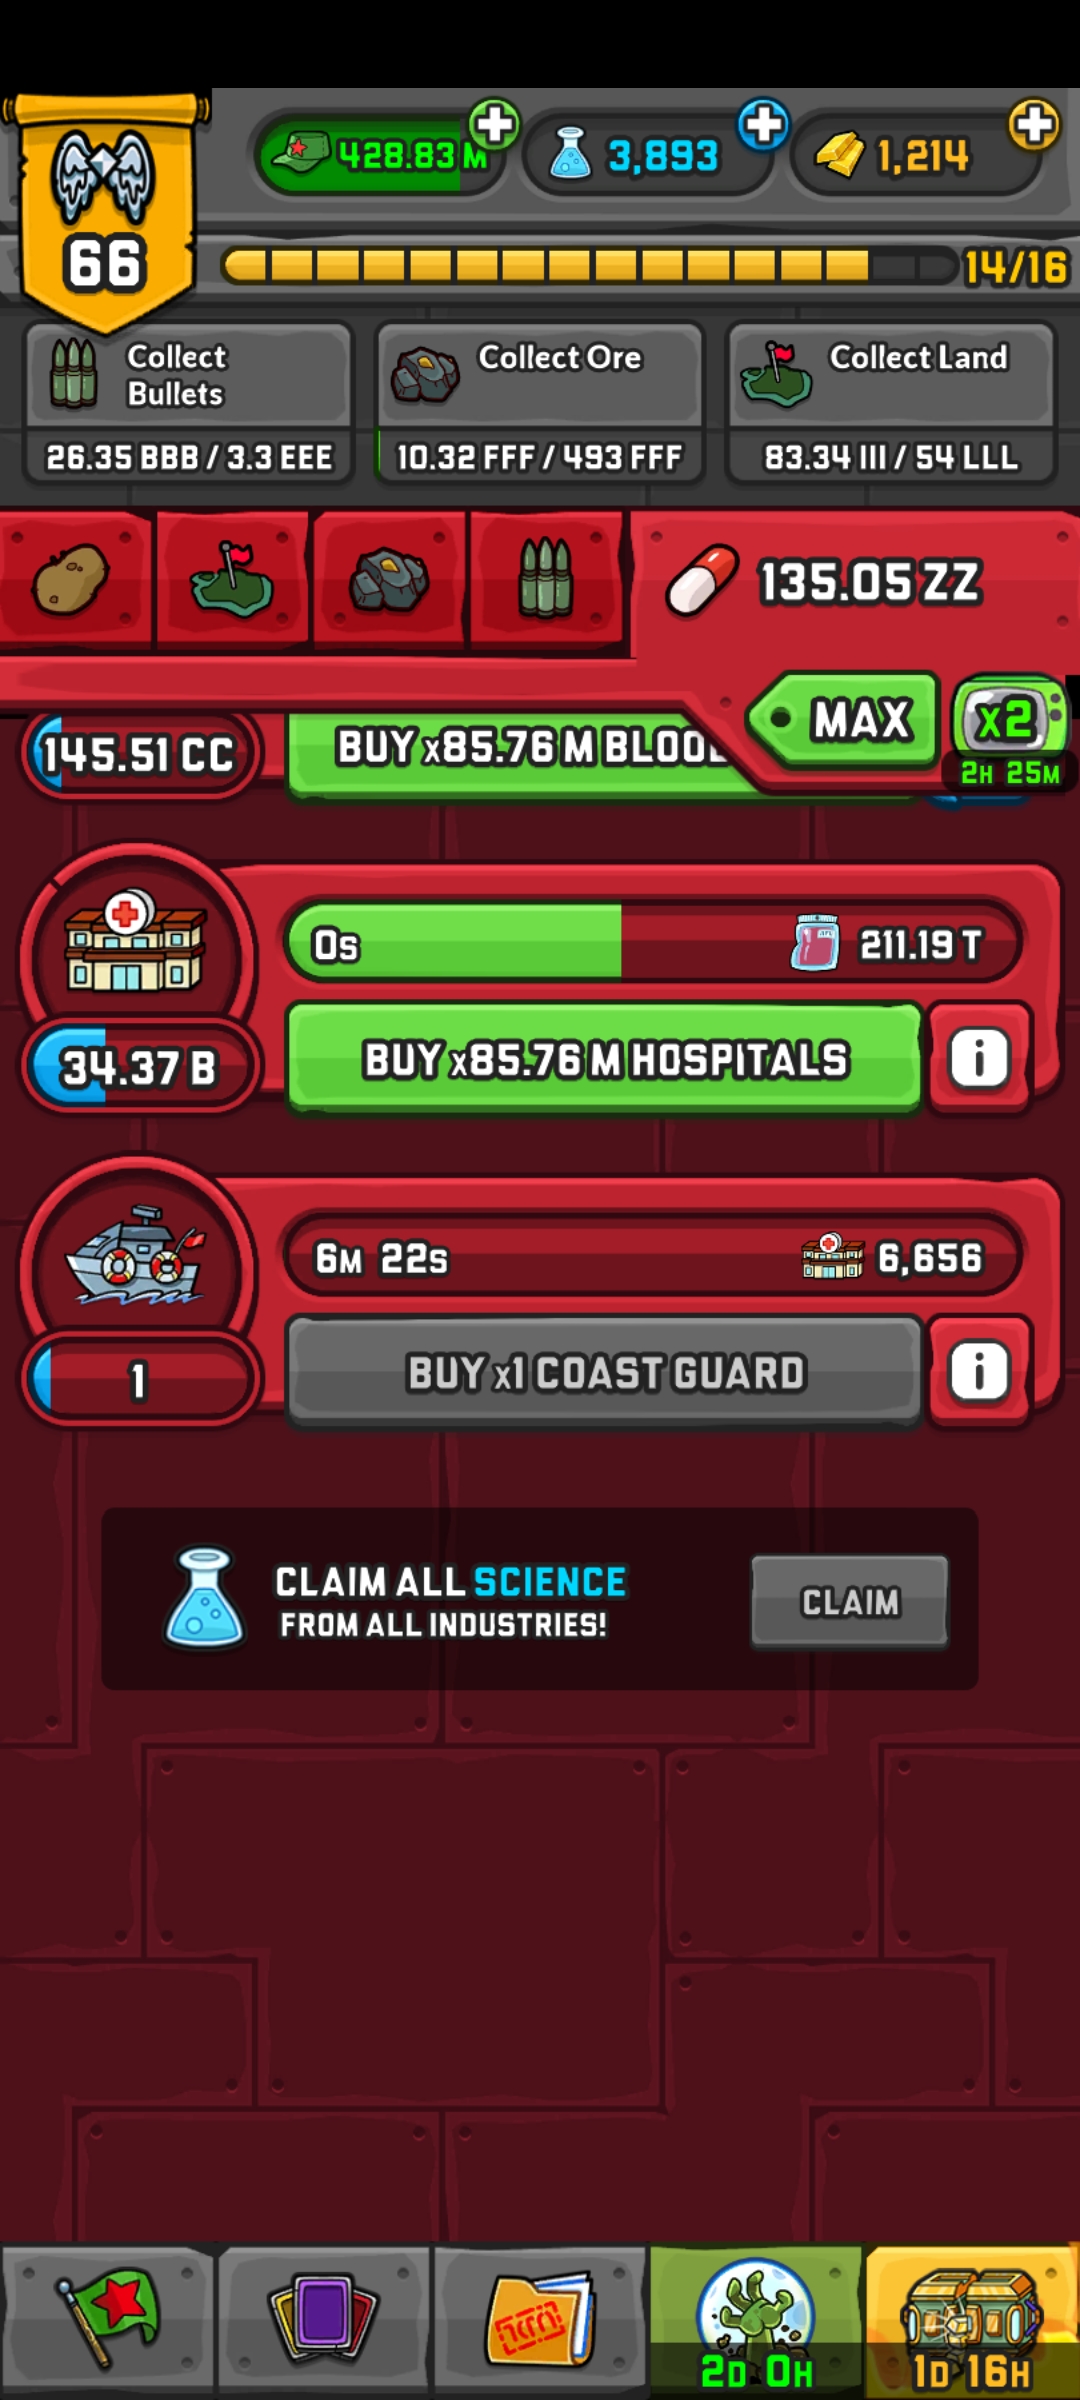 428.83 M
3,893
1,214
66
14/16
Collect Bullets
Collect Ore
Collect Land
26.35 BBB / 3.3 EEE
10.32 FFF / 493 FFF
83.34 III / 54 LLL
135.05 ZZ
MAX
x2
2H 25M
145.51 CC
BUY x85.76 M BLOOD
0s
211.19 T
34.37 B
BUY x85.76 M HOSPITALS
i
6M 22s
6,656
1
BUY x1 COAST GUARD
i
CLAIM ALL SCIENCE
FROM ALL INDUSTRIES!
CLAIM
2D 0H
1D 16H